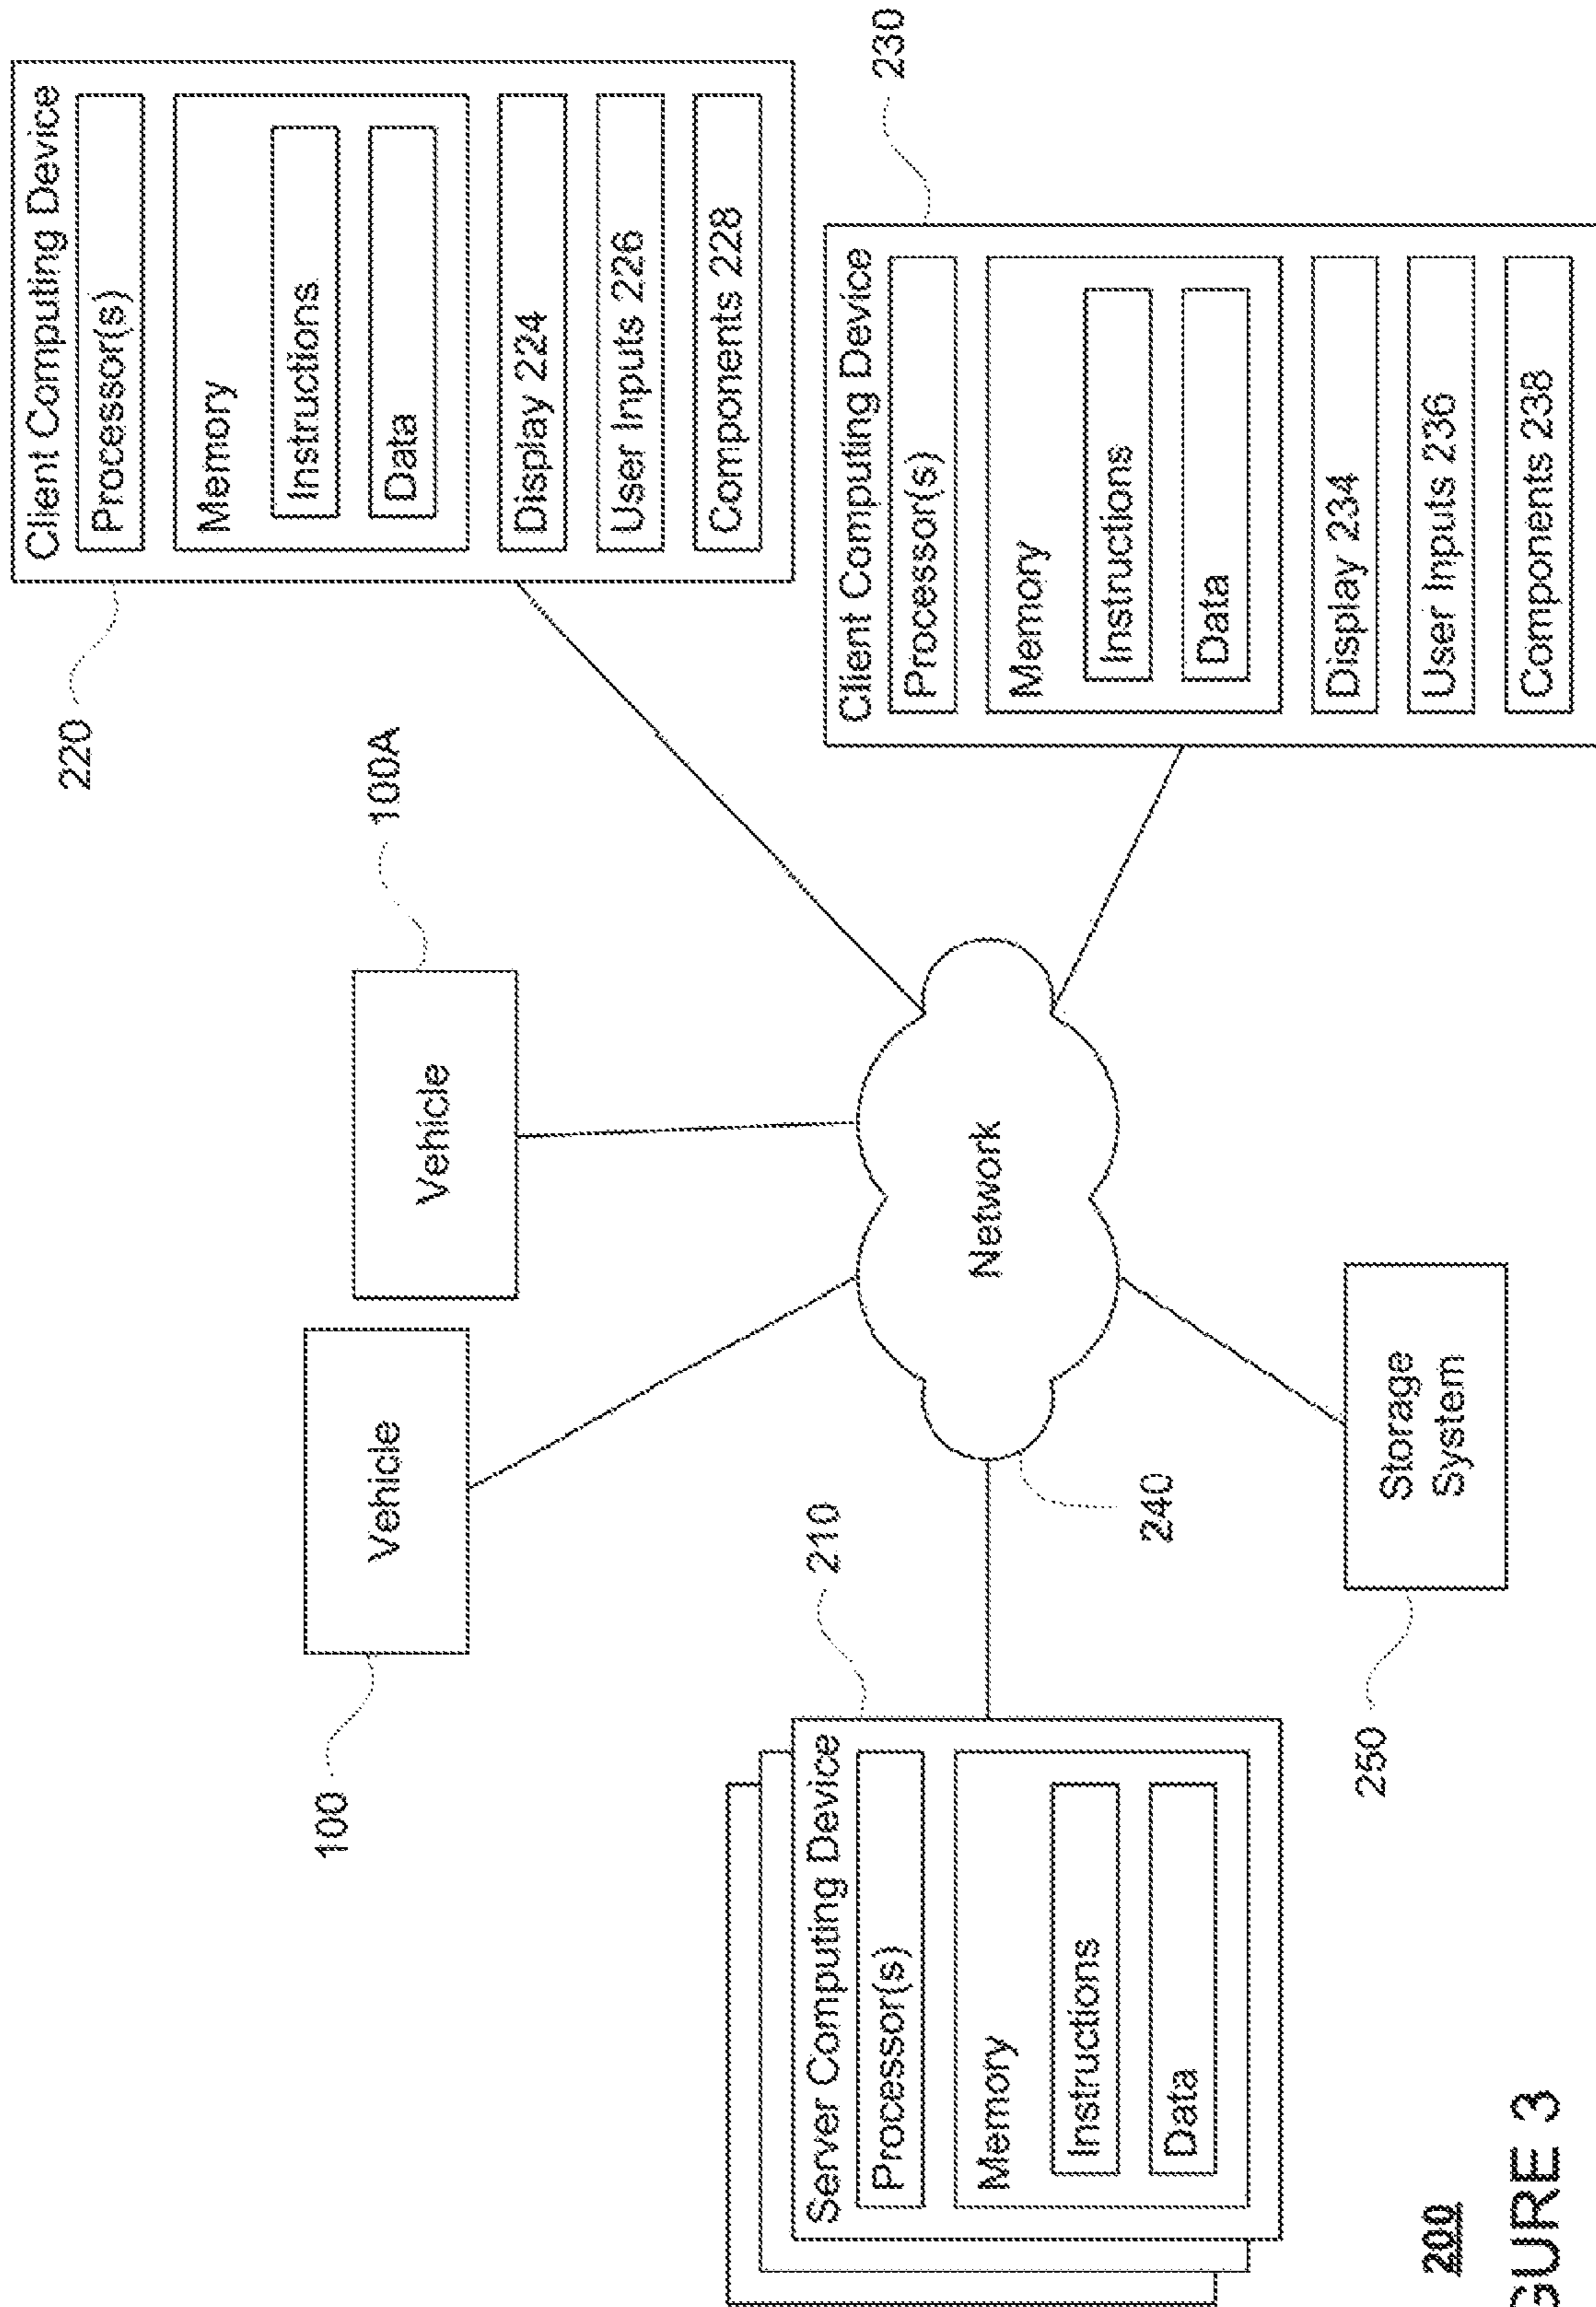 100
Vehicle
100A
Vehicle
220
Client Computing Device
Processor(s)
Memory
Instructions
Data
Display 224
User Inputs 226
Components 228
210
Server Computing Device
Processor(s)
Memory
Instructions
Data
Network
240
230
Client Computing Device
Processor(s)
Memory
Instructions
Data
Display 234
User Inputs 236
Components 238
250
Storage
System
200
GURE 3